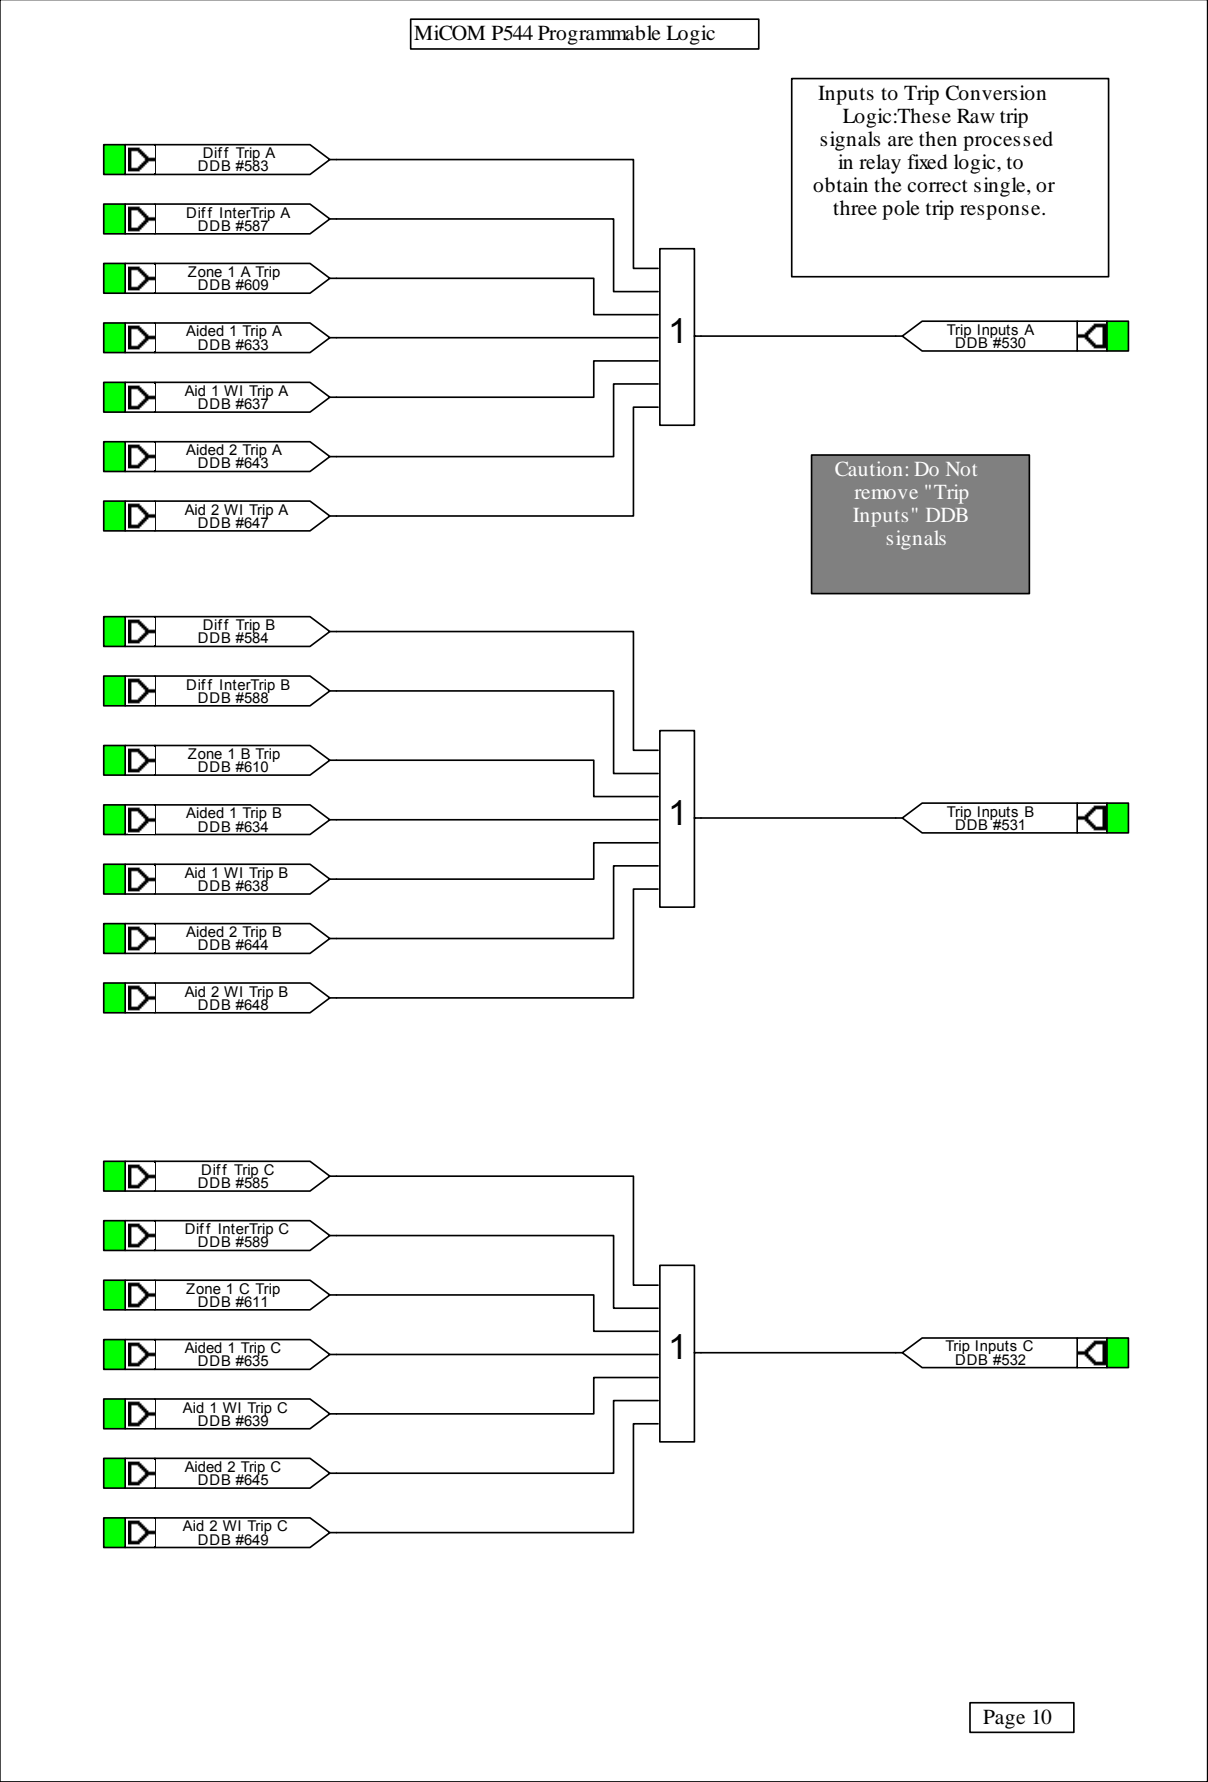 MiCOM P544 Programmable Logic
Inputs to Trip Conversion
Logic:These Raw trip
signals are then processed
in relay fixed logic, to
obtain the correct single, or
three pole trip response.
Diff Trip A
DDB #583
Diff InterTrip A
DDB #587
Zone 1 A Trip
DDB #609
Aided 1 Trip A
DDB #633
Aid 1 WI Trip A
DDB #637
Aided 2 Trip A
DDB #643
Aid 2 WI Trip A
DDB #647
1
Trip Inputs A
DDB #530
Caution: Do Not
remove "Trip
Inputs" DDB
signals
Diff Trip B
DDB #584
Diff InterTrip B
DDB #588
Zone 1 B Trip
DDB #610
Aided 1 Trip B
DDB #634
Aid 1 WI Trip B
DDB #638
Aided 2 Trip B
DDB #644
Aid 2 WI Trip B
DDB #648
1
Trip Inputs B
DDB #531
Diff Trip C
DDB #585
Diff InterTrip C
DDB #589
Zone 1 C Trip
DDB #611
Aided 1 Trip C
DDB #635
Aid 1 WI Trip C
DDB #639
Aided 2 Trip C
DDB #645
Aid 2 WI Trip C
DDB #649
1
Trip Inputs C
DDB #532
Page 10